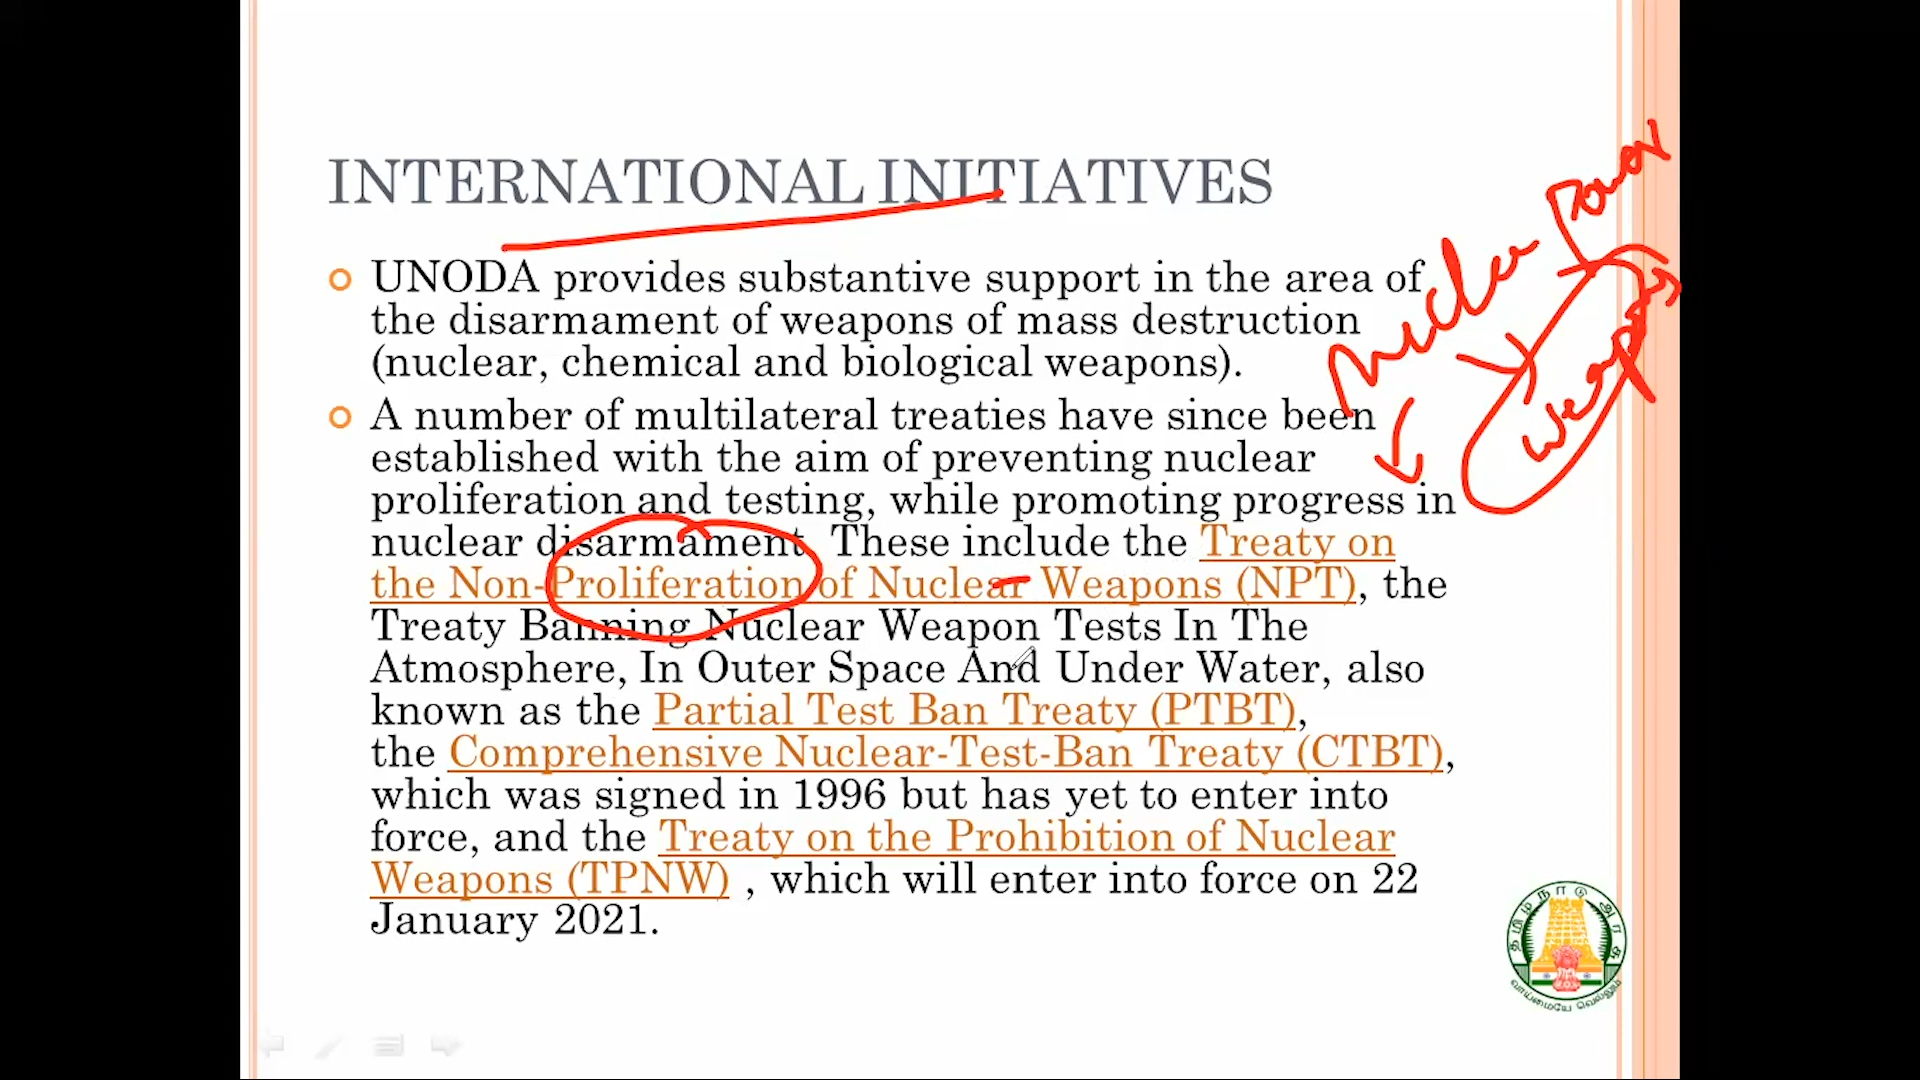 INTERNATIONAL INITIATIVES
UNODA provides substantive support in the area of
the disarmament of weapons of mass destruction
(nuclear, chemical and biological weapons).
A number of multilateral treaties have since been
established with the aim of preventing nuclear
proliferation and testing, while promoting progress in
nuclear disarmament. These include the Treaty on
the Non-Proliferation of Nuclear Weapons (NPT), the
Treaty Banning Nuclear Weapon Tests In The
Atmosphere, In Outer Space And Under Water, also
known as the Partial Test Ban Treaty (PTBT),
the Comprehensive Nuclear-Test-Ban Treaty (CTBT),
which was signed in 1996 but has yet to enter into
force, and the Treaty on the Prohibition of Nuclear
Weapons (TPNW) , which will enter into force on 22
January 2021.
Nuclear Power
weapons
தமிழ்நாடு அரசு
வாய்மையே வெல்லும்